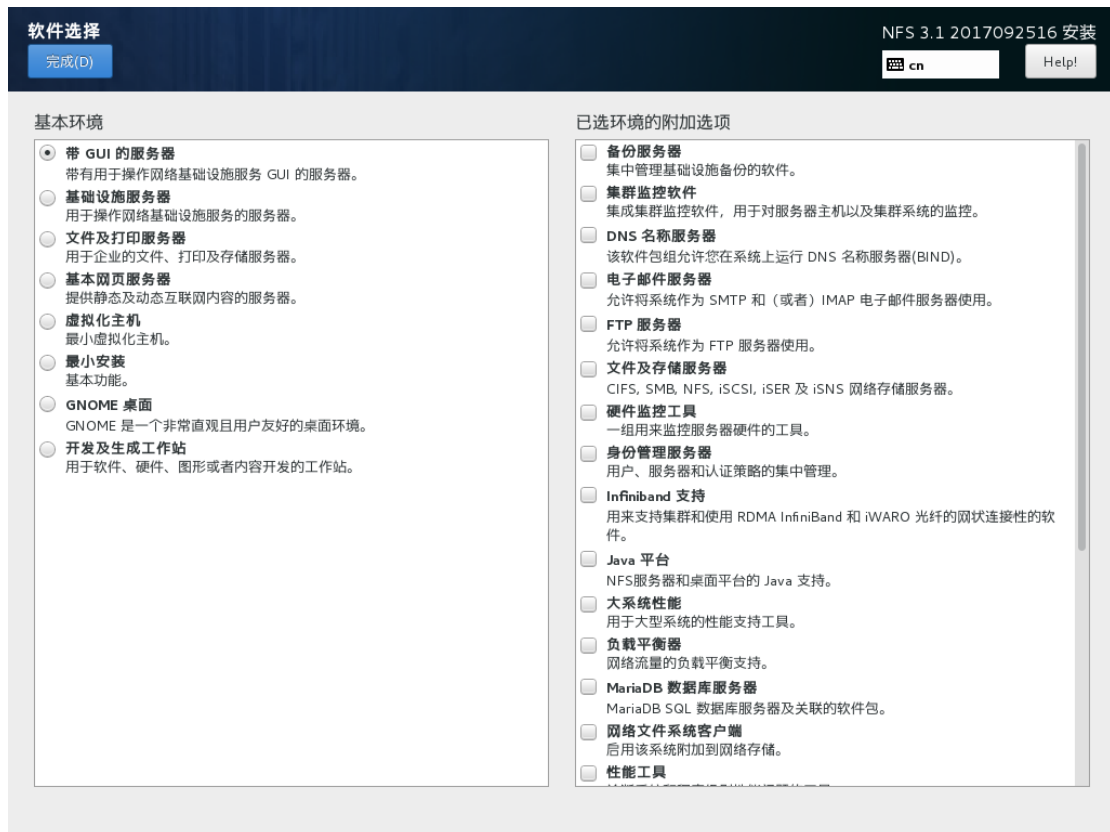 软件选择
完成(D)
NFS 3.1 2017092516 安装
cn
Help!
基本环境
带 GUI 的服务器
带有用于操作网络基础设施服务 GUI 的服务器。
基础设施服务器
用于操作网络基础设施服务的服务器。
文件及打印服务器
用于企业的文件、打印及存储服务器。
基本网页服务器
提供静态及动态互联网内容的服务器。
虚拟化主机
最小虚拟化主机。
最小安装
基本功能。
GNOME 桌面
GNOME 是一个非常直观且用户友好的桌面环境。
开发及生成工作站
用于软件、硬件、图形或者内容开发的工作站。
已选环境的附加选项
备份服务器
集中管理基础设施备份的软件。
集群监控软件
集成集群监控软件，用于对服务器主机以及集群系统的监控。
DNS 名称服务器
该软件包组允许您在系统上运行 DNS 名称服务器(BIND)。
电子邮件服务器
允许将系统作为 SMTP 和（或者）IMAP 电子邮件服务器使用。
FTP 服务器
允许将系统作为 FTP 服务器使用。
文件及存储服务器
CIFS, SMB, NFS, iSCSI, iSER 及 iSNS 网络存储服务器。
硬件监控工具
一组用来监控服务器硬件的工具。
身份管理服务器
用户、服务器和认证策略的集中管理。
Infiniband 支持
用来支持集群和使用 RDMA InfiniBand 和 iWARO 光纤的网状连接性的软
件。
Java 平台
NFS服务器和桌面平台的 Java 支持。
大系统性能
用于大型系统的性能支持工具。
负载平衡器
网络流量的负载平衡支持。
MariaDB 数据库服务器
MariaDB SQL 数据库服务器及关联的软件包。
网络文件系统客户端
启用该系统附加到网络存储。
性能工具